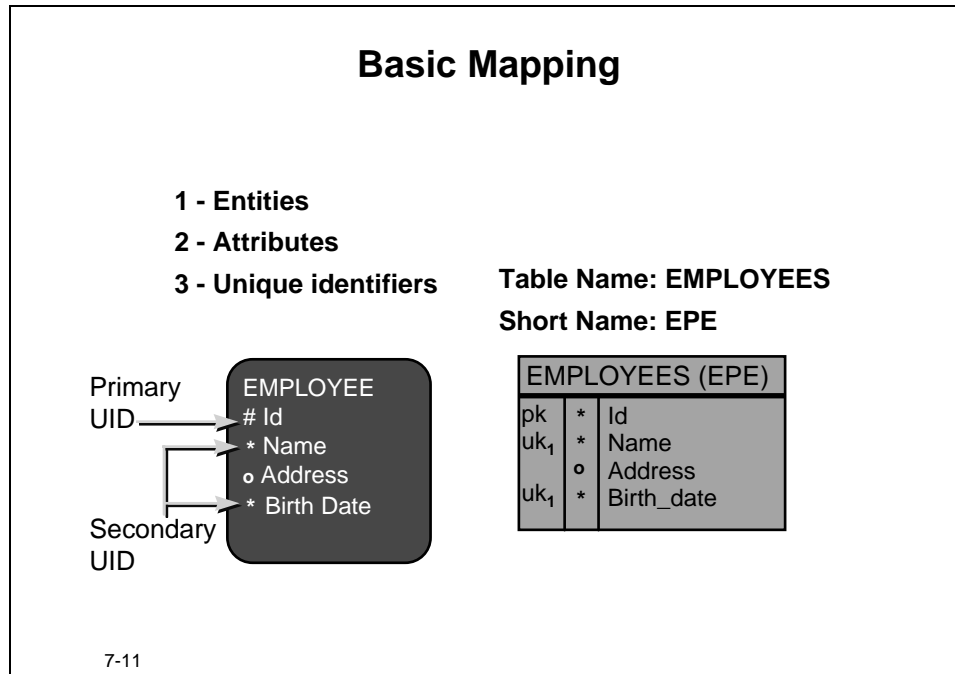 Basic Mapping
1 - Entities
2 - Attributes
3 - Unique identifiers
Table Name: EMPLOYEES
Short Name: EPE
Primary
UID
EMPLOYEE
# Id
* Name
o Address
* Birth Date
Secondary
UID
EMPLOYEES (EPE)
pk * Id
uk1 * Name
o Address
uk1 * Birth_date
7-11